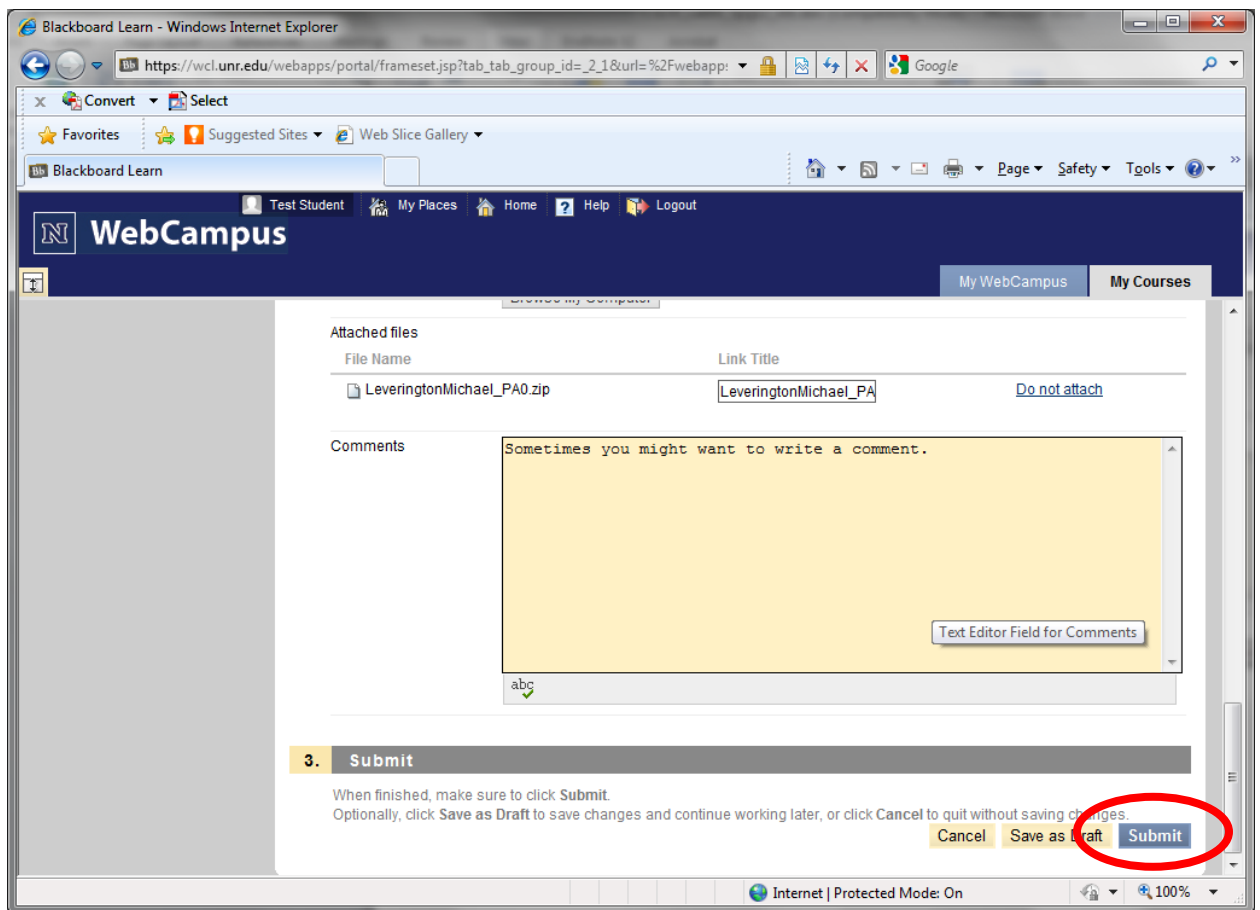 Blackboard Learn - Windows Internet Explorer
https://wcl.unr.edu/webapps/portal/frameset.jsp?tab_tab_group_id=_2_1&url=%2Fwebapp:
Google
x Convert Select
Favorites Suggested Sites Web Slice Gallery
Blackboard Learn
Page Safety Tools
Test Student My Places Home Help Logout
N WebCampus
My WebCampus My Courses
Browse My Computer
Attached files
File Name Link Title
LeveringtonMichael_PA0.zip LeveringtonMichael_PA Do not attach
Comments Sometimes you might want to write a comment.
Text Editor Field for Comments
abc
3. Submit
When finished, make sure to click Submit.
Optionally, click Save as Draft to save changes and continue working later, or click Cancel to quit without saving changes.
Cancel Save as Draft Submit
Internet | Protected Mode: On 100%